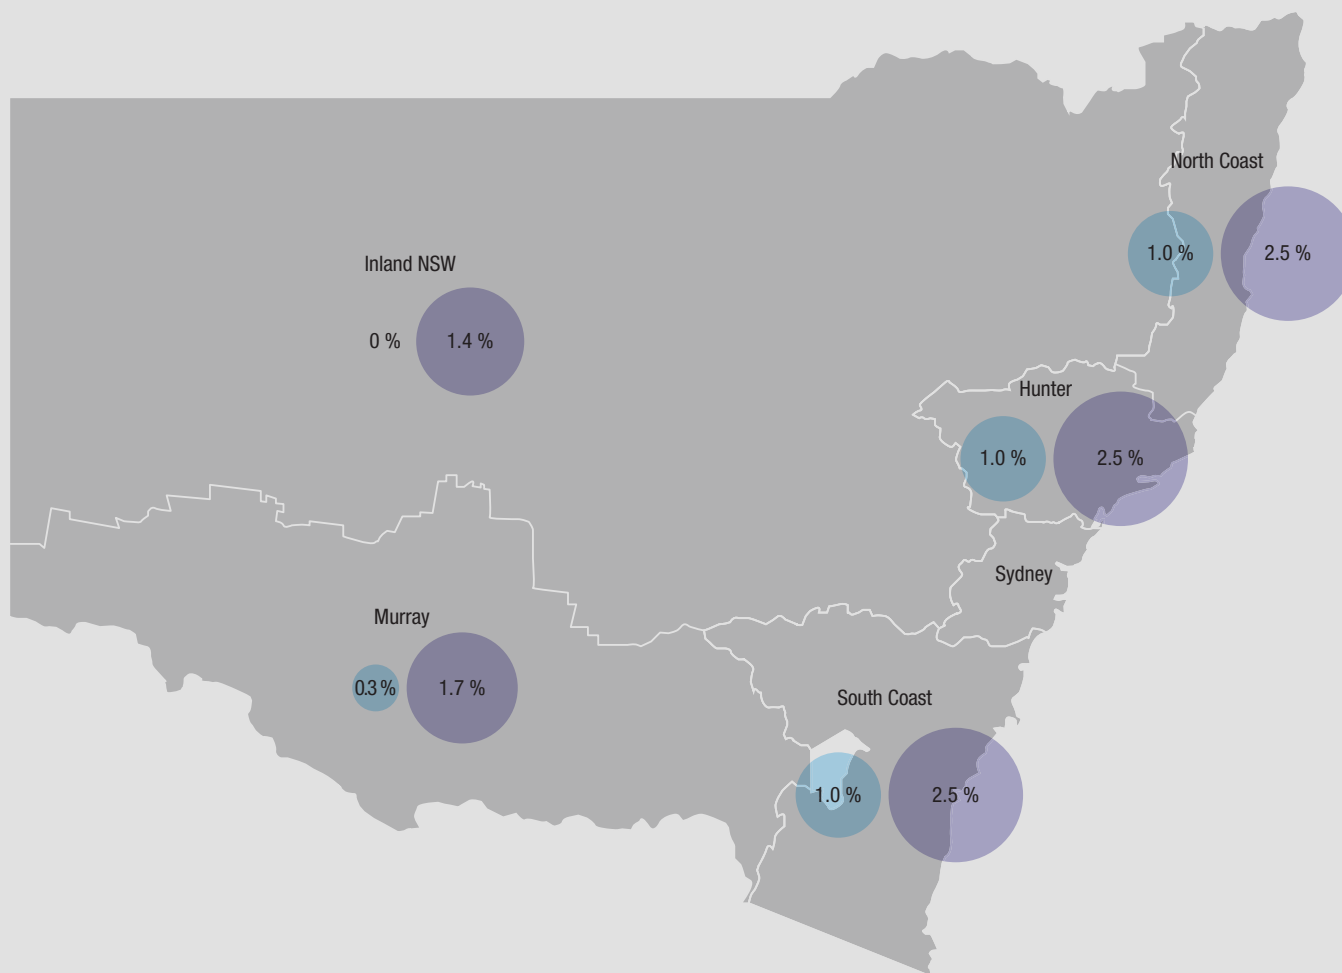 North Coast
1.0 %
2.5 %
Inland NSW
0 %
1.4 %
Hunter
1.0 %
2.5 %
Sydney
Murray
0.3 %
1.7 %
South Coast
1.0 %
2.5 %